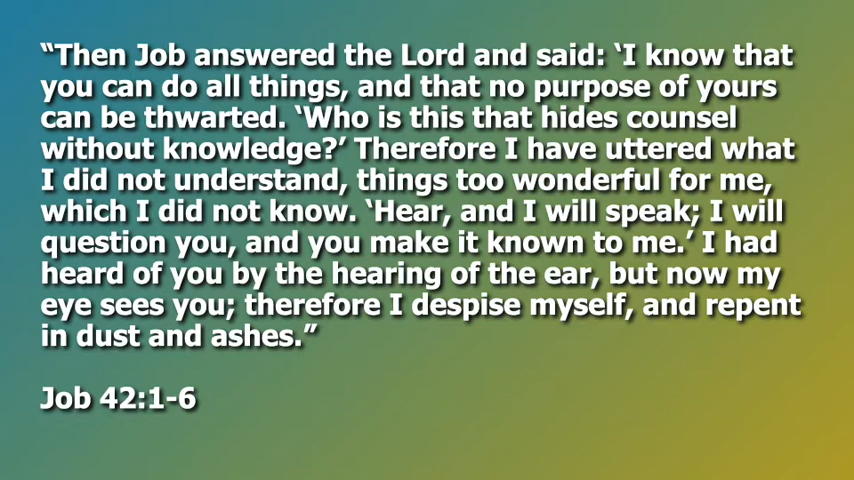 “Then Job answered the Lord and said: ‘I know that
you can do all things, and that no purpose of yours
can be thwarted. ‘Who is this that hides counsel
without knowledge?’ Therefore I have uttered what
I did not understand, things too wonderful for me,
which I did not know. ‘Hear, and I will speak; I will
question you, and you make it known to me.’ I had
heard of you by the hearing of the ear, but now my
eye sees you; therefore I despise myself, and repent
in dust and ashes.”
Job 42:1-6